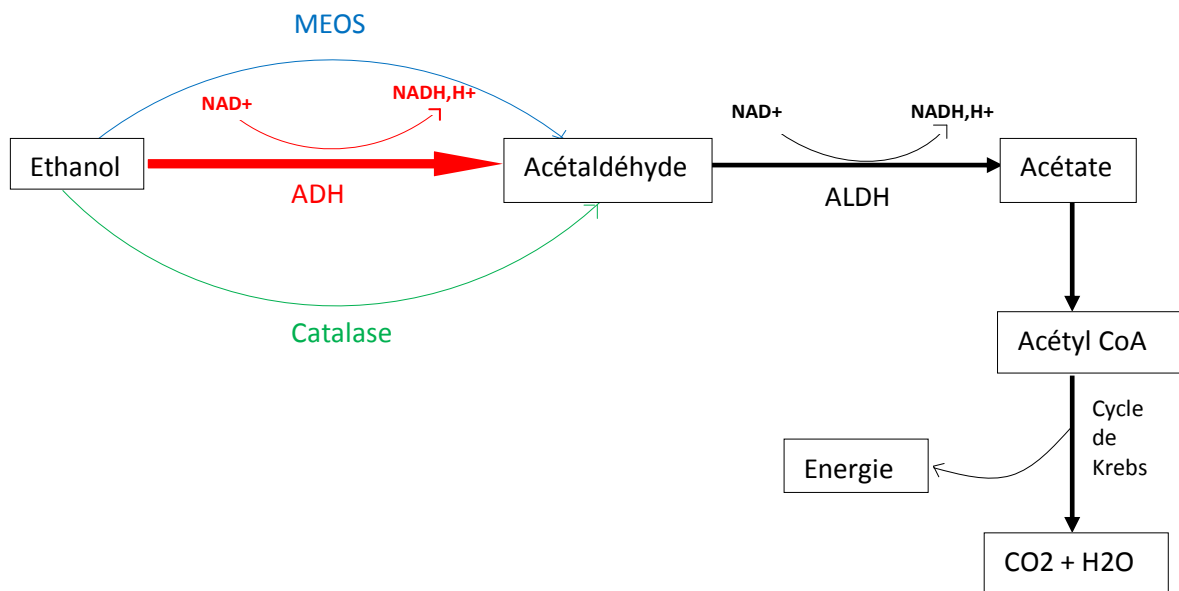 MEOS
NAD+
NADH,H+
NAD+
NADH,H+
Ethanol
Acétaldéhyde
Acétate
ADH
ALDH
Catalase
Acétyl CoA
Cycle
de
Krebs
Energie
CO2 + H2O